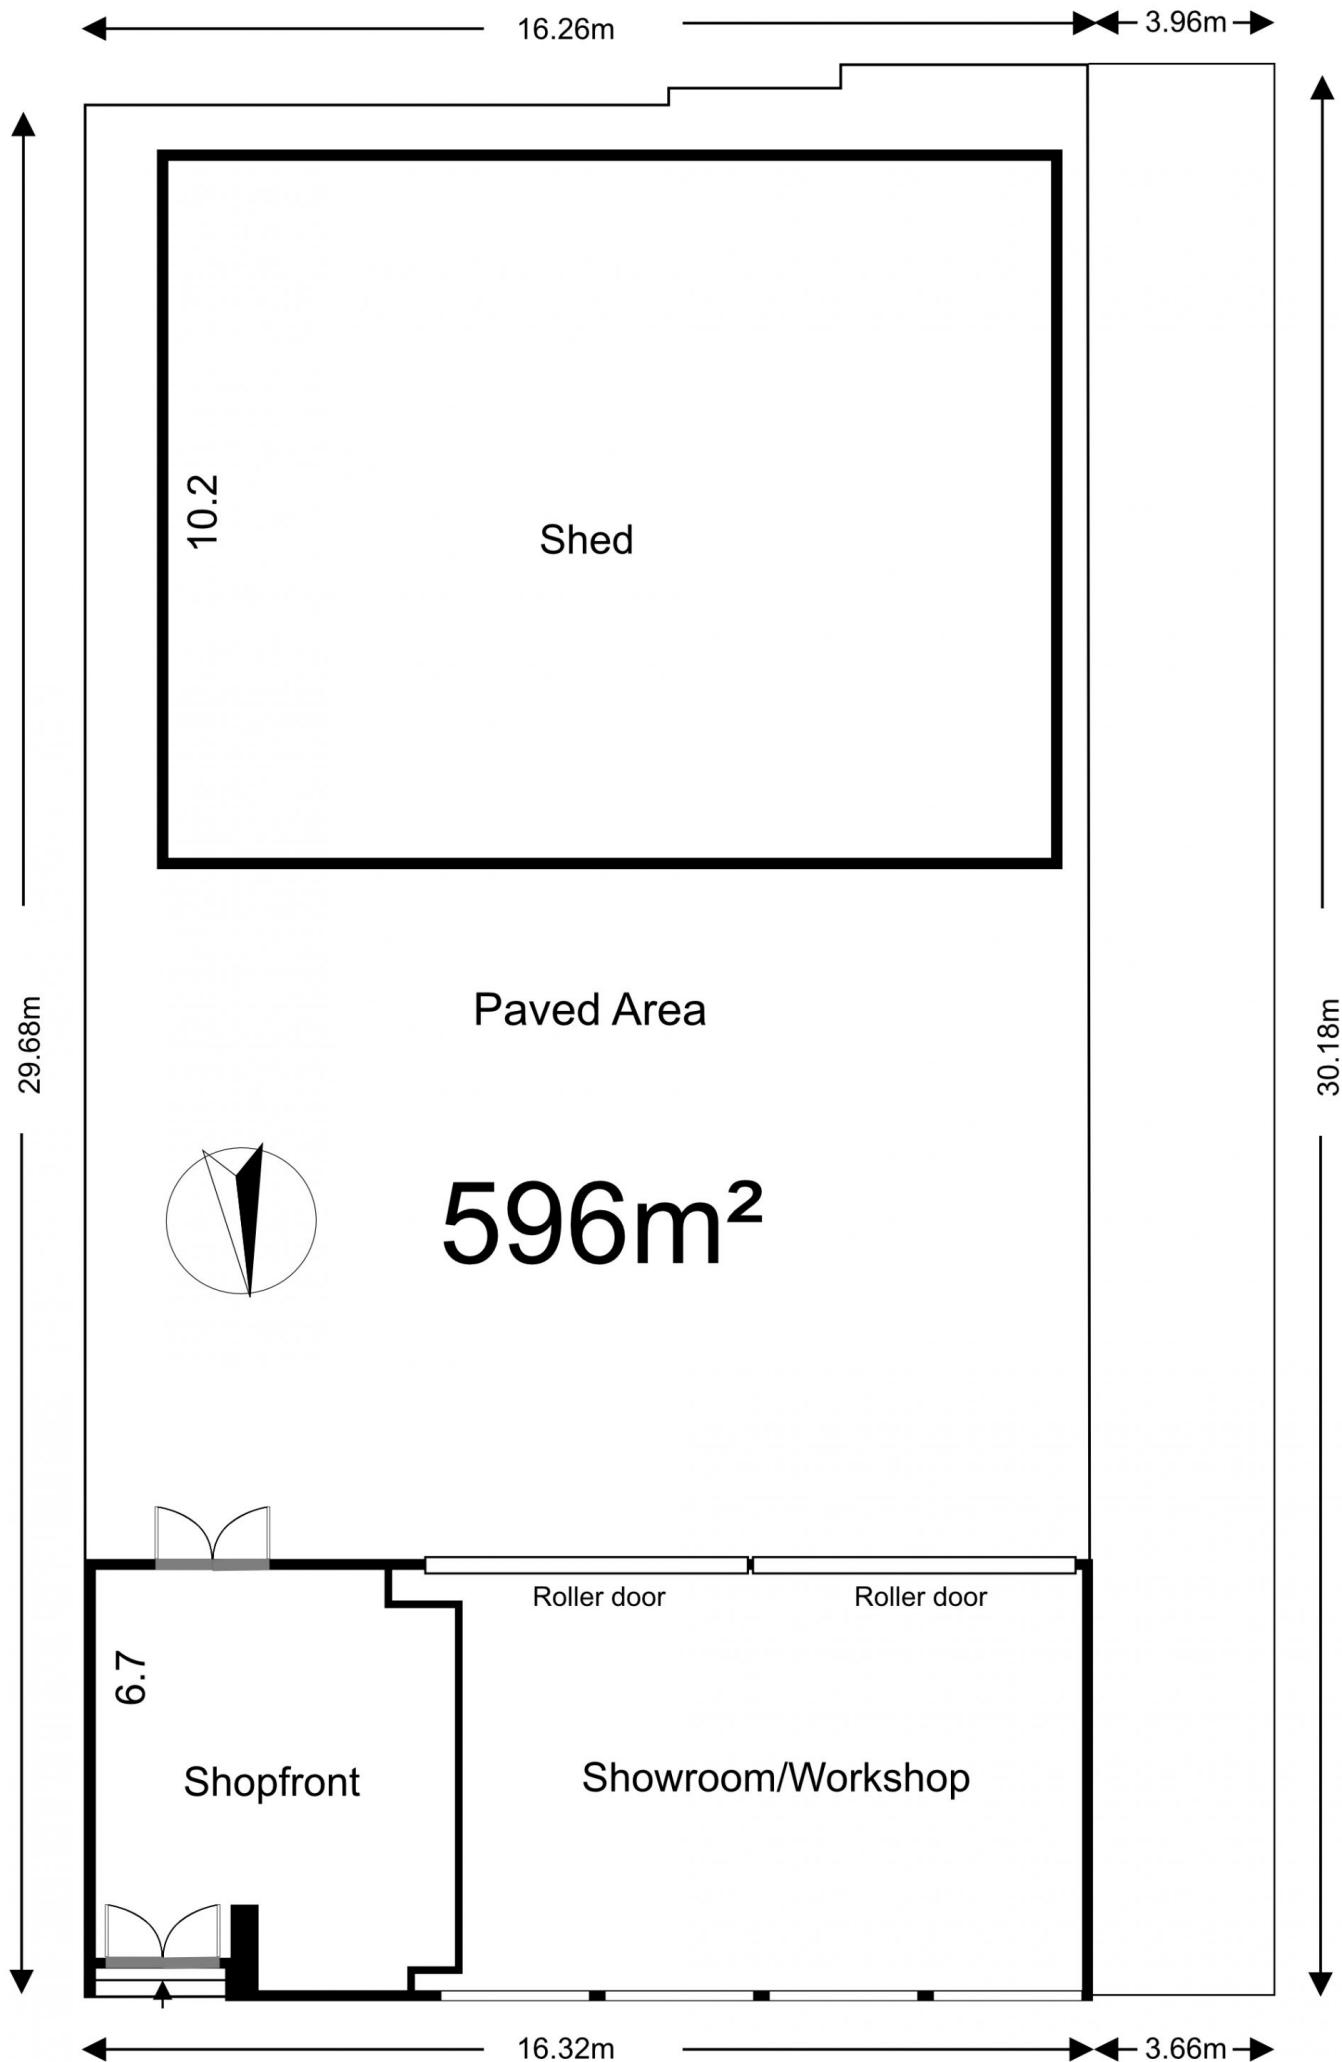 16.26m
3.96m
10.2
Shed
29.68m
30.18m
Paved Area
596m²
Roller door
Roller door
6.7
Shopfront
Showroom/Workshop
16.32m
3.66m